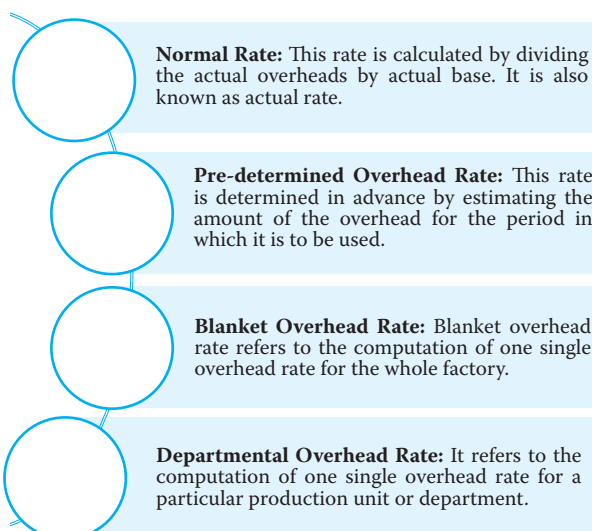 Normal Rate: This rate is calculated by dividing
the actual overheads by actual base. It is also
known as actual rate.
Pre-determined Overhead Rate: This rate
is determined in advance by estimating the
amount of the overhead for the period in
which it is to be used.
Blanket Overhead Rate: Blanket overhead
rate refers to the computation of one single
overhead rate for the whole factory.
Departmental Overhead Rate: It refers to the
computation of one single overhead rate for a
particular production unit or department.